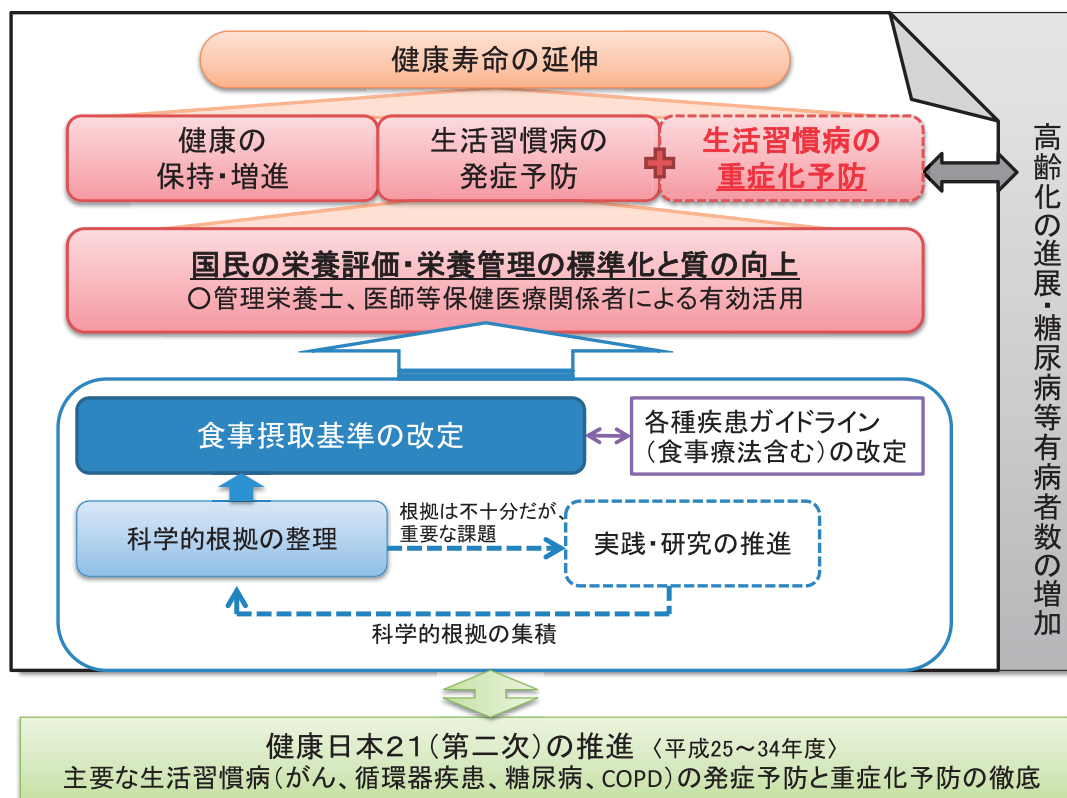 健康寿命の延伸
健康の
保持・増進
生活習慣病の
発症予防
生活習慣病の
重症化予防
国民の栄養評価・栄養管理の標準化と質の向上
○管理栄養士、医師等保健医療関係者による有効活用
食事摂取基準の改定
各種疾患ガイドライン
(食事療法含む)の改定
科学的根拠の整理
根拠は不十分だが、
重要な課題
実践・研究の推進
科学的根拠の集積
高齢化の進展・糖尿病等有病者数の増加
健康日本21(第二次)の推進 〈平成25~34年度〉
主要な生活習慣病(がん、循環器疾患、糖尿病、COPD)の発症予防と重症化予防の徹底